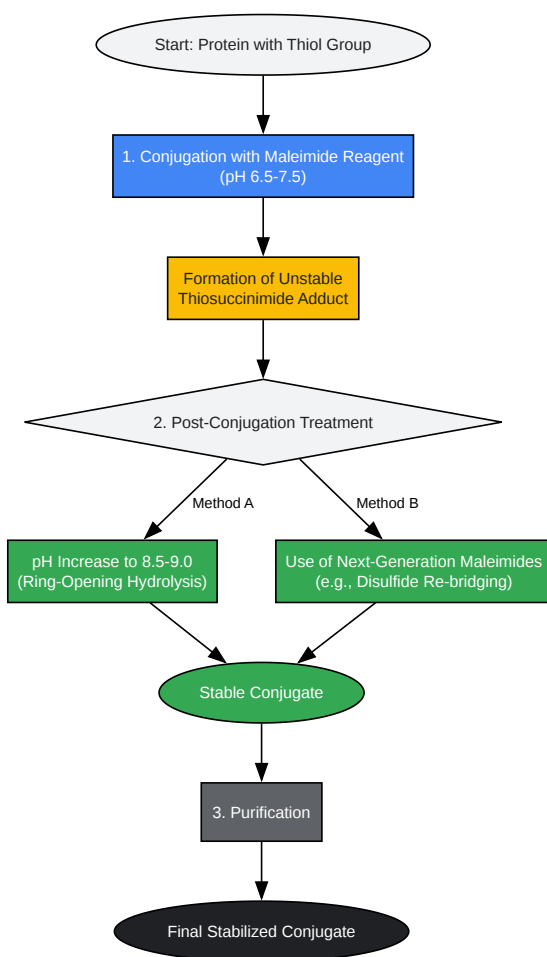 Start: Protein with Thiol Group
1. Conjugation with Maleimide Reagent
(pH 6.5-7.5)
Formation of Unstable
Thiosuccinimide Adduct
2. Post-Conjugation Treatment
Method A
Method B
pH Increase to 8.5-9.0
(Ring-Opening Hydrolysis)
Use of Next-Generation Maleimides
(e.g., Disulfide Re-bridging)
Stable Conjugate
3. Purification
Final Stabilized Conjugate